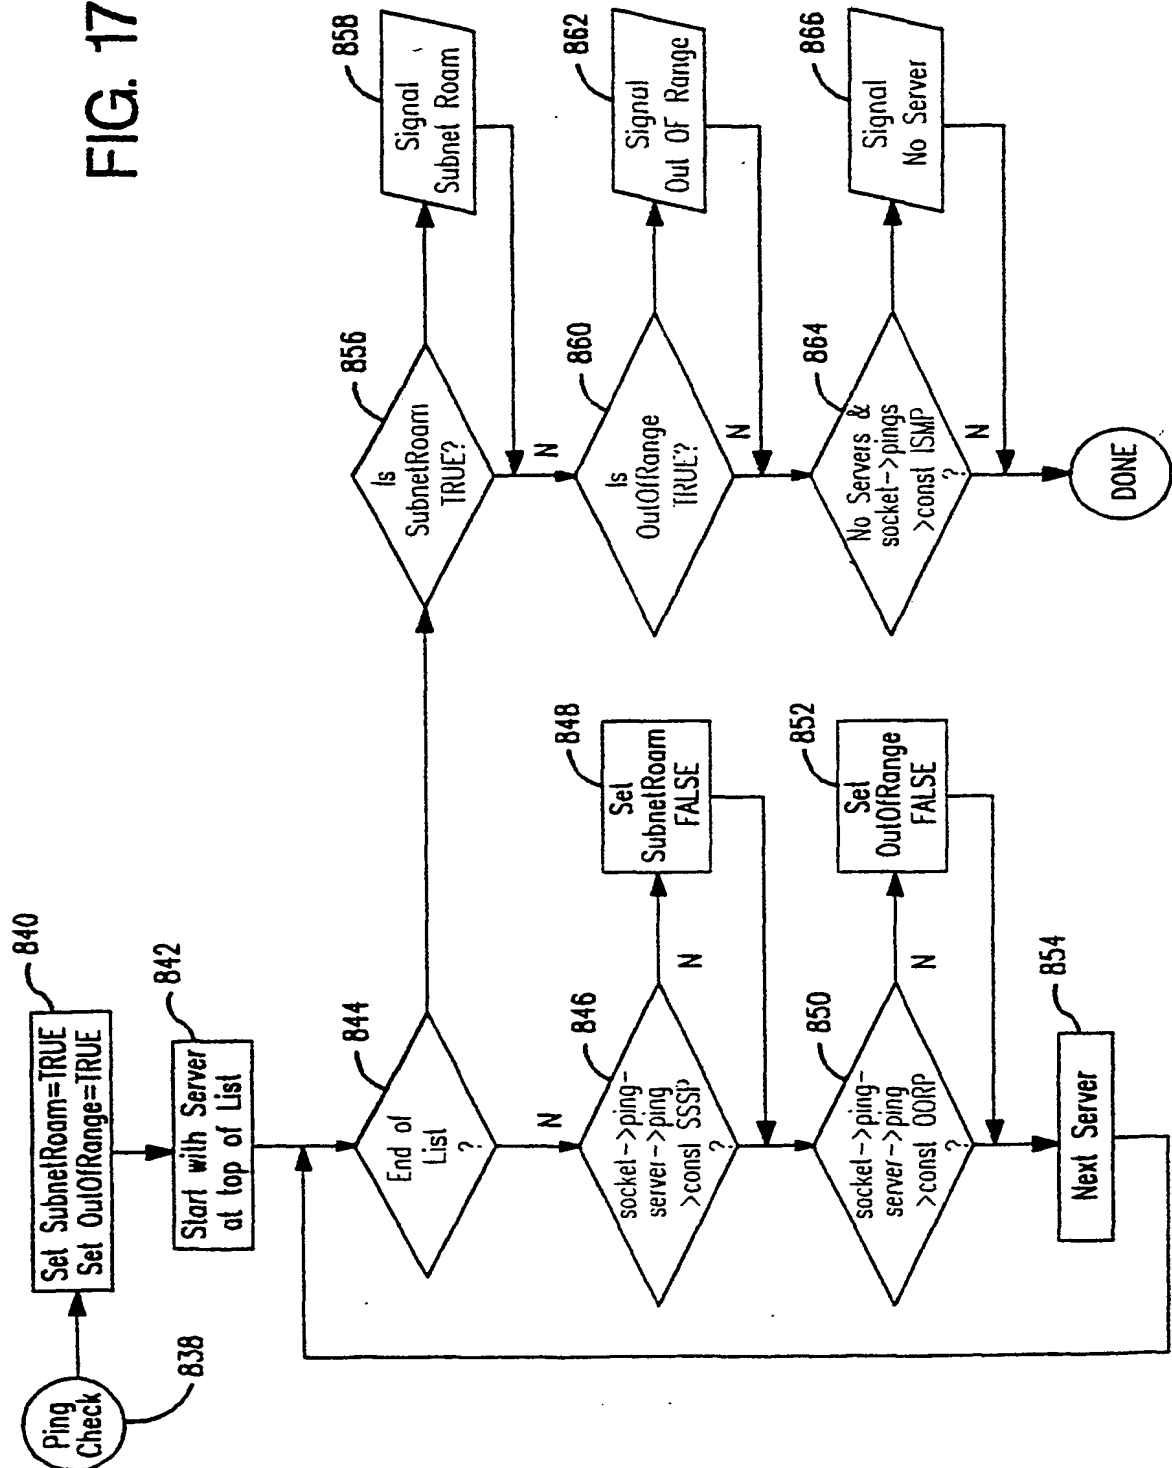 FIG. 17
Ping
Check
838
Set SubnetRoam=TRUE
Set OutOfRange=TRUE
840
Start with Server
at top of List
842
End of
List
?
844
N
socket->ping-
server->ping
>const SSSP
?
846
N
Set
SubnetRoam
FALSE
848
socket->ping-
server->ping
>const OORP
?
850
N
Set
OutOfRange
FALSE
852
Next Server
854
Is
SubnetRoam
TRUE?
856
N
Signal
Subnet Roam
858
Is
OutOfRange
TRUE?
860
N
Signal
Out OF Range
862
No Servers &
socket->pings
>const ISMP
?
864
N
Signal
No Server
866
DONE